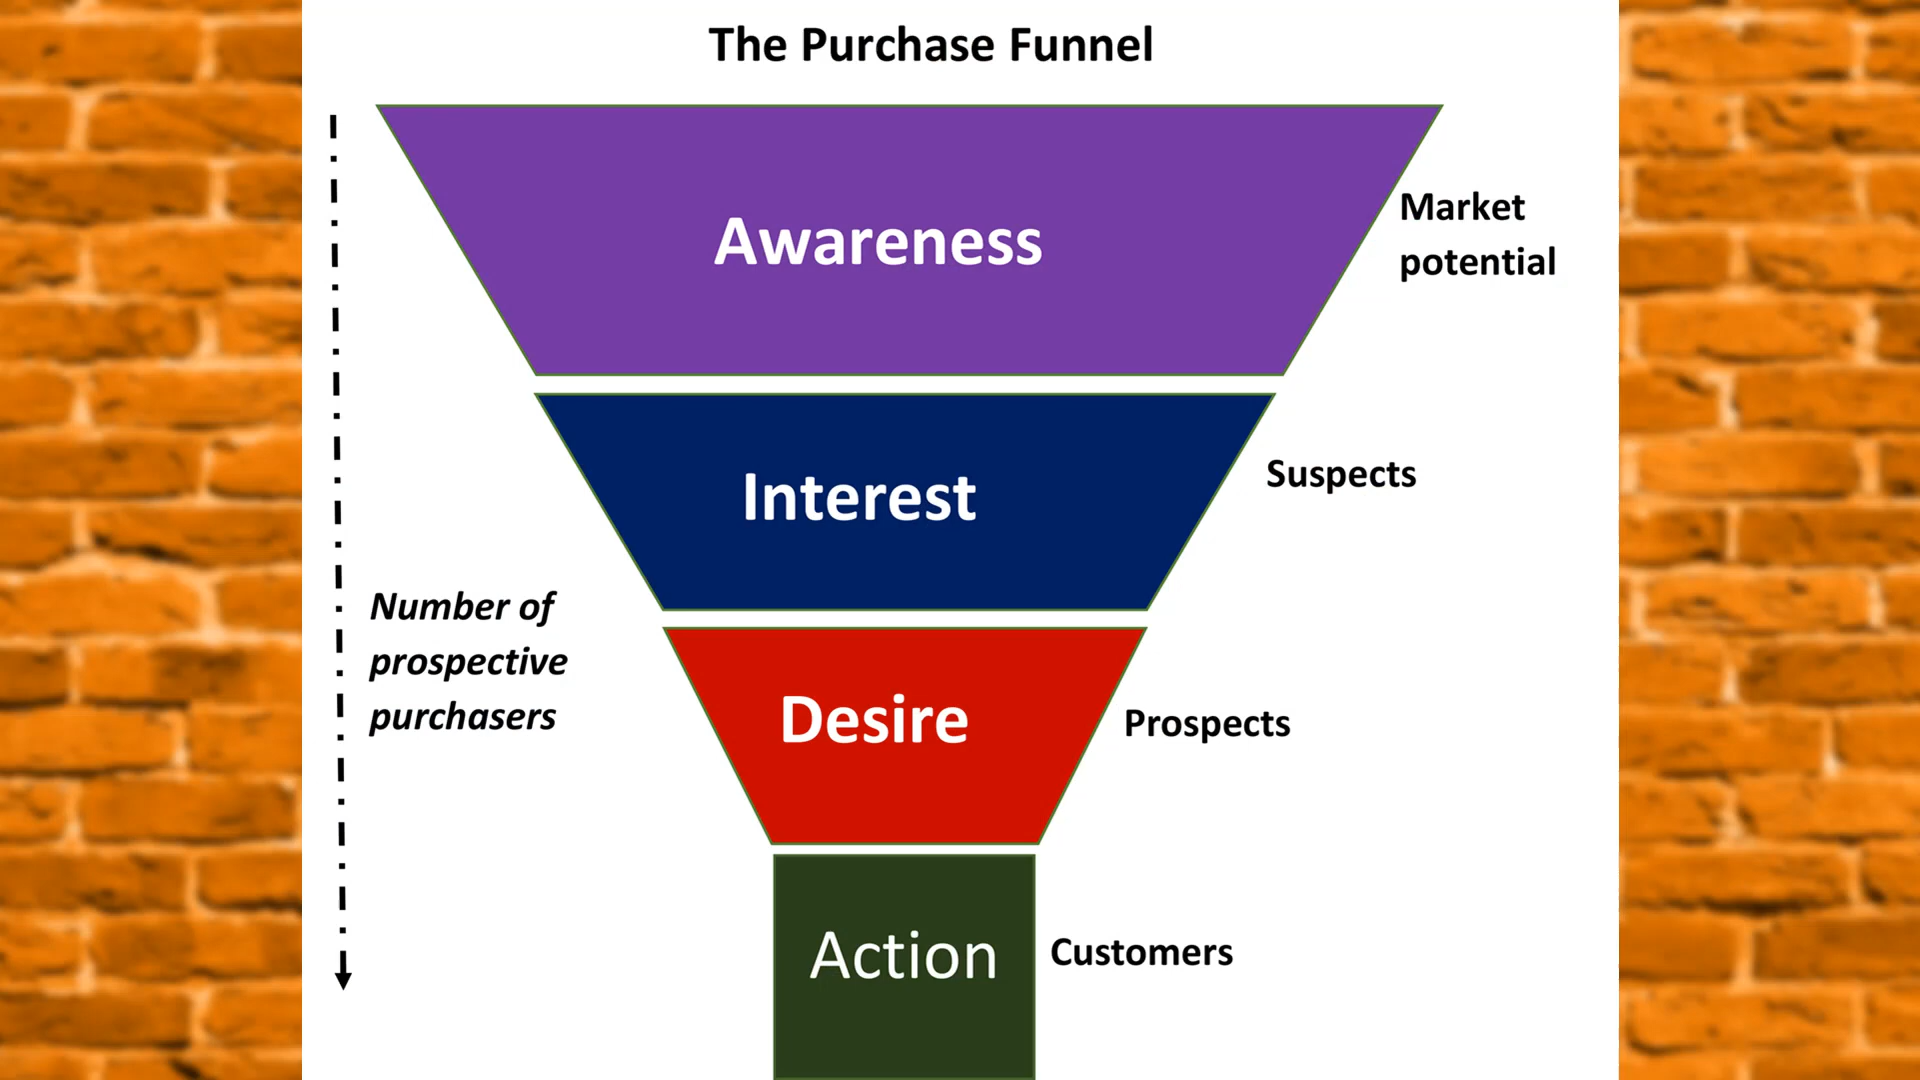 The Purchase Funnel
Awareness
Market
potential
Interest
Suspects
Number of
prospective
purchasers
Desire
Prospects
Action
Customers